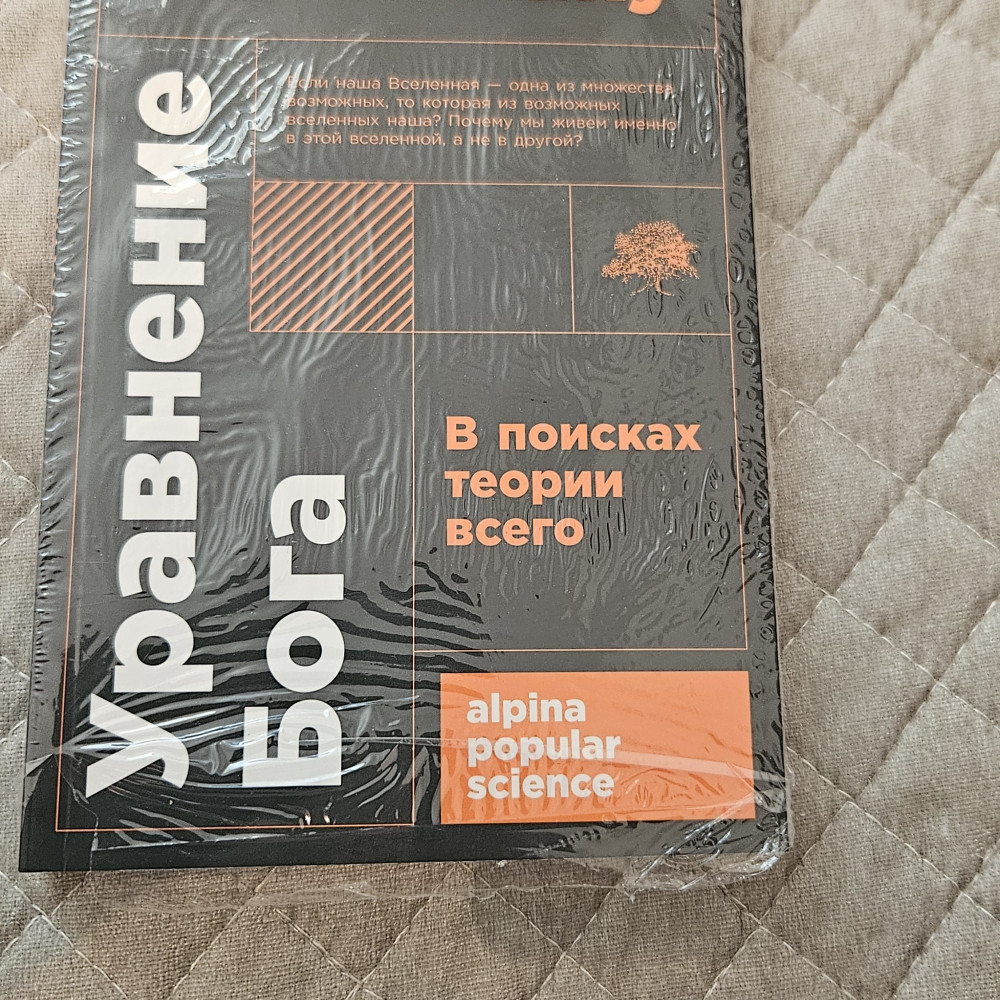 Если наша Вселенная — одна из множества
возможных, то которая из возможных
вселенных наша? Почему мы живем именно
в этой вселенной, а не в другой?
Уравнение
Бога
В поисках
теории
всего
alpina
popular
science